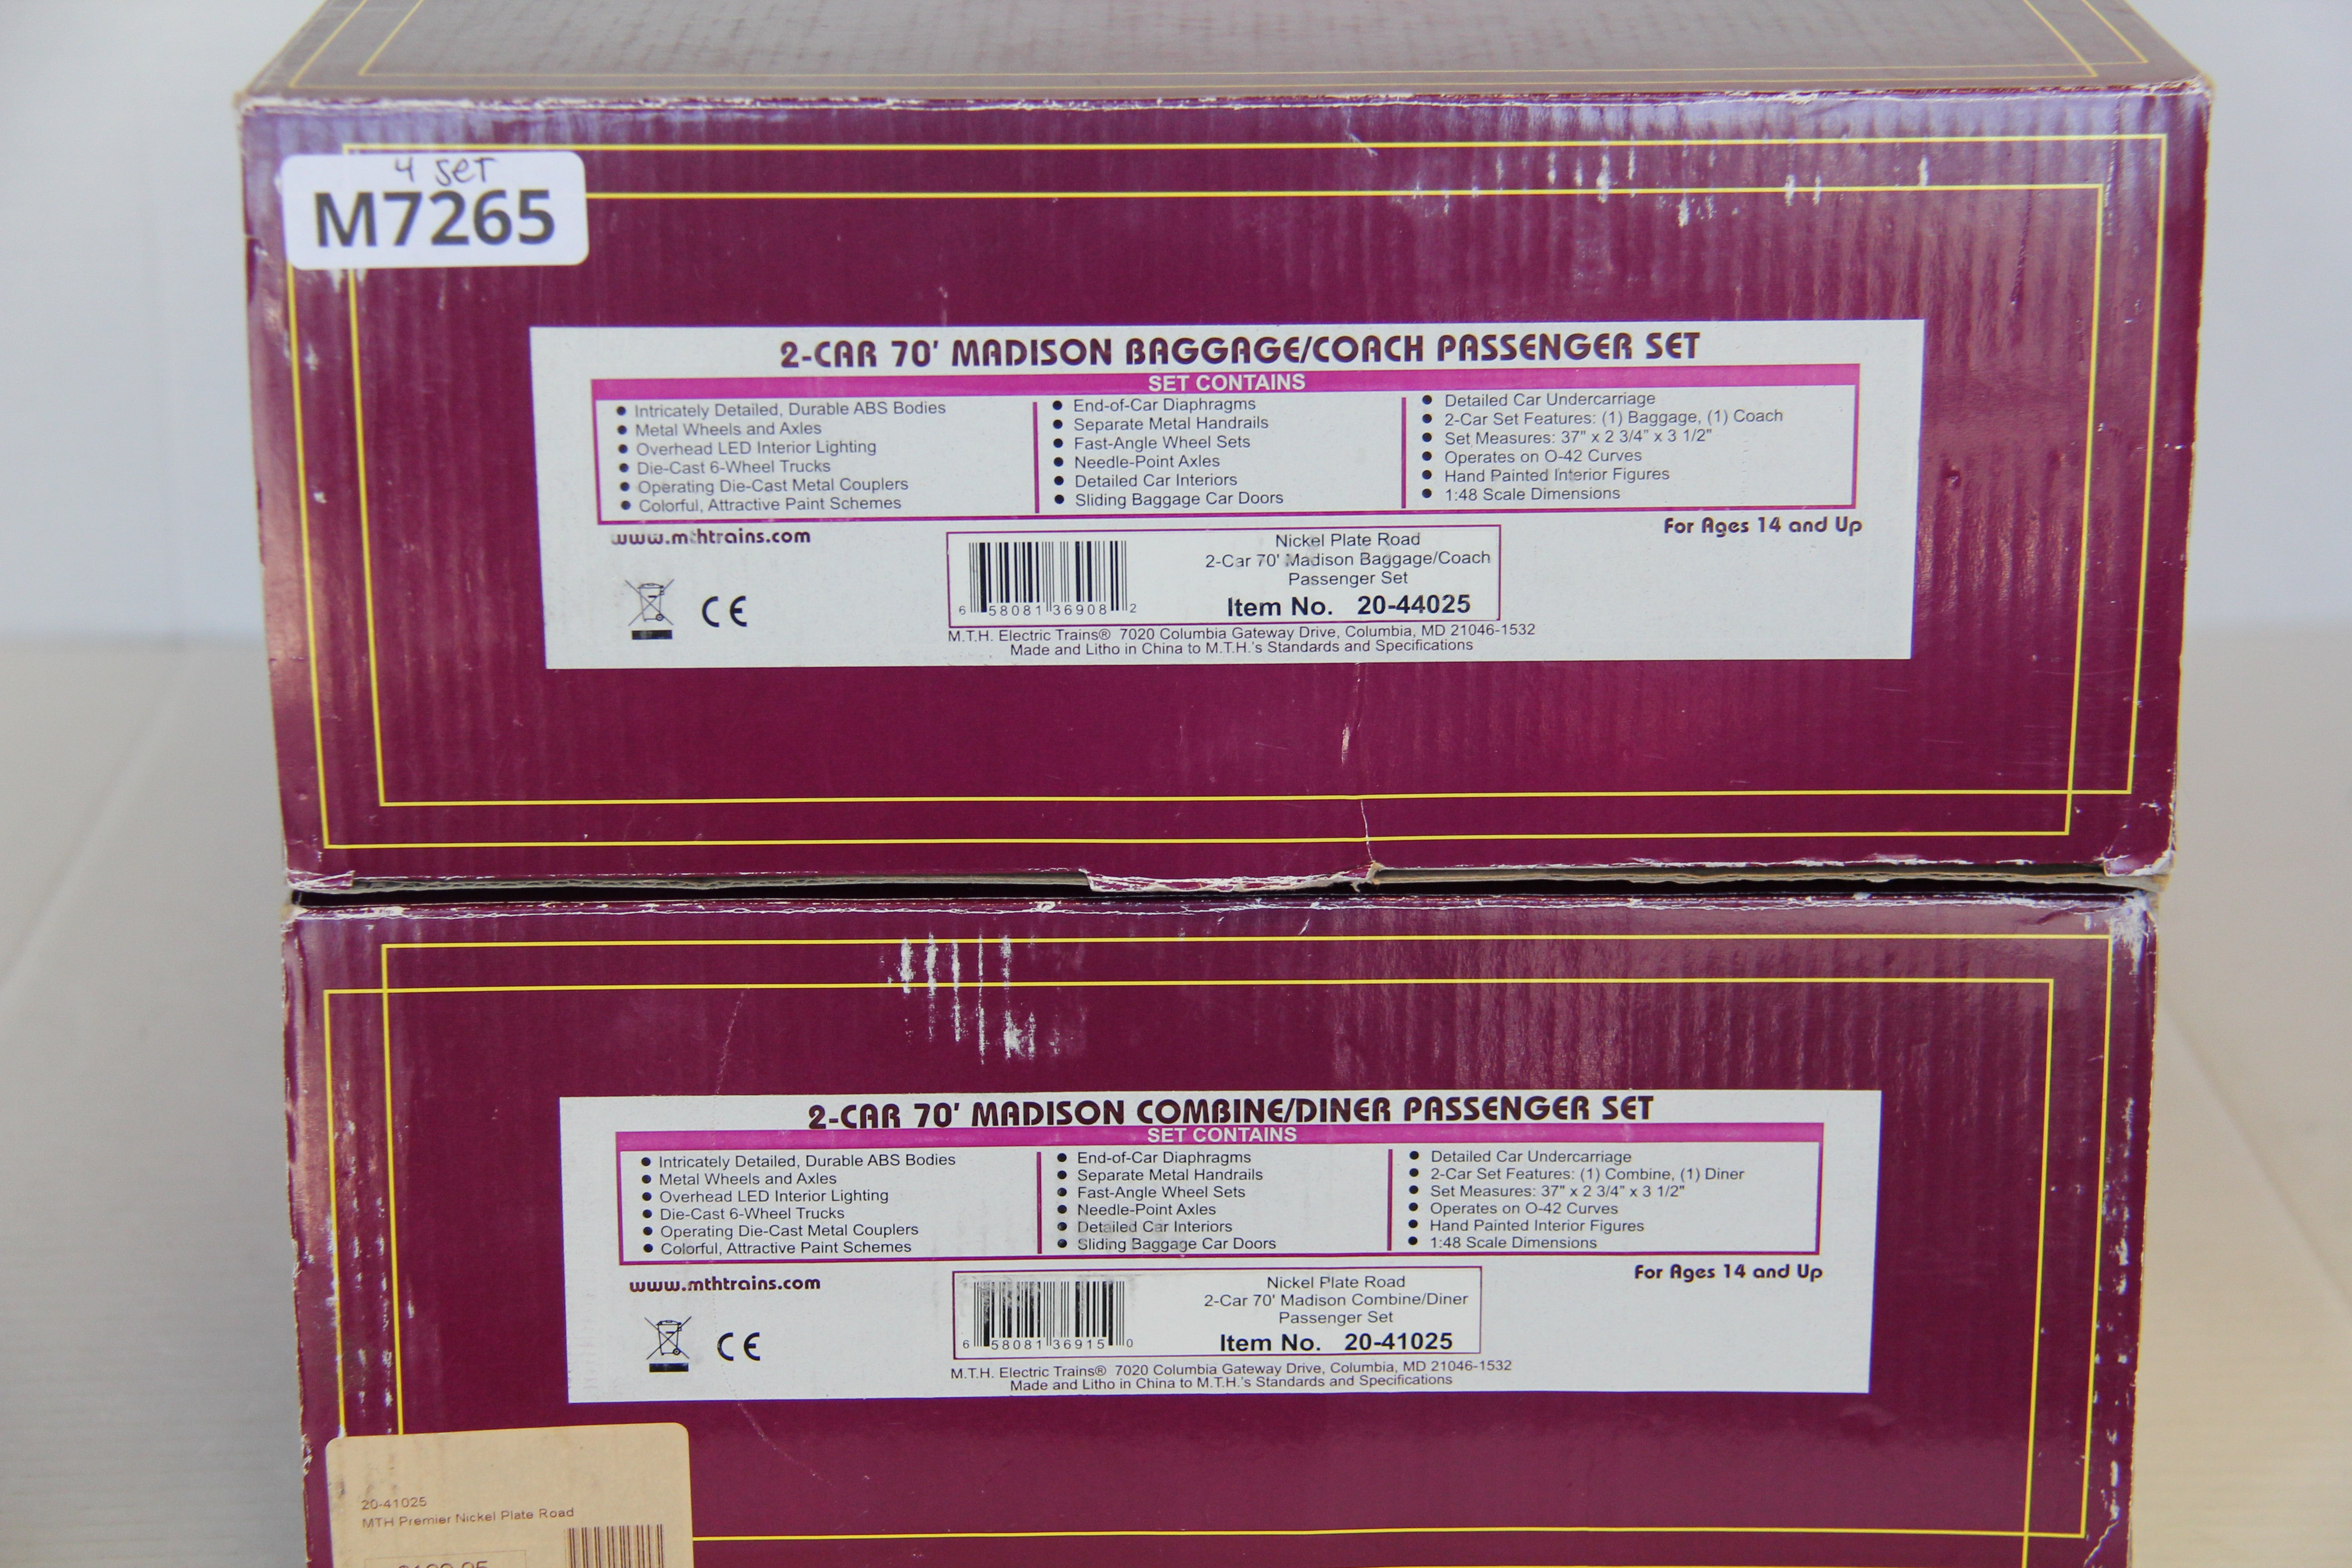 4 SET
M7265
2-CAR 70' MADISON BAGGAGE/COACH PASSENGER SET
SET CONTAINS
• Intricately Detailed, Durable ABS Bodies
• Metal Wheels and Axles
• Overhead LED Interior Lighting
• Die-Cast 6-Wheel Trucks
• Operating Die-Cast Metal Couplers
• Colorful, Attractive Paint Schemes
• End-of-Car Diaphragms
• Separate Metal Handrails
• Fast-Angle Wheel Sets
• Needle-Point Axles
• Detailed Car Interiors
• Sliding Baggage Car Doors
• Detailed Car Undercarriage
• 2-Car Set Features: (1) Baggage, (1) Coach
• Set Measures: 37" x 2 3/4" x 3 1/2"
• Operates on O-42 Curves
• Hand Painted Interior Figures
• 1:48 Scale Dimensions
www.mthtrains.com
For Ages 14 and Up
CE
6 58081 36908 2
Nickel Plate Road
2-Car 70' Madison Baggage/Coach
Passenger Set
Item No. 20-44025
M.T.H. Electric Trains® 7020 Columbia Gateway Drive, Columbia, MD 21046-1532
Made and Litho in China to M.T.H.'s Standards and Specifications
2-CAR 70' MADISON COMBINE/DINER PASSENGER SET
SET CONTAINS
• Intricately Detailed, Durable ABS Bodies
• Metal Wheels and Axles
• Overhead LED Interior Lighting
• Die-Cast 6-Wheel Trucks
• Operating Die-Cast Metal Couplers
• Colorful, Attractive Paint Schemes
• End-of-Car Diaphragms
• Separate Metal Handrails
• Fast-Angle Wheel Sets
• Needle-Point Axles
• Detailed Car Interiors
• Sliding Baggage Car Doors
• Detailed Car Undercarriage
• 2-Car Set Features: (1) Combine, (1) Diner
• Set Measures: 37" x 2 3/4" x 3 1/2"
• Operates on O-42 Curves
• Hand Painted Interior Figures
• 1:48 Scale Dimensions
www.mthtrains.com
For Ages 14 and Up
CE
6 58081 36915 0
Nickel Plate Road
2-Car 70' Madison Combine/Diner
Passenger Set
Item No. 20-41025
M.T.H. Electric Trains® 7020 Columbia Gateway Drive, Columbia, MD 21046-1532
Made and Litho in China to M.T.H.'s Standards and Specifications
20-41025
MTH Premier Nickel Plate Road